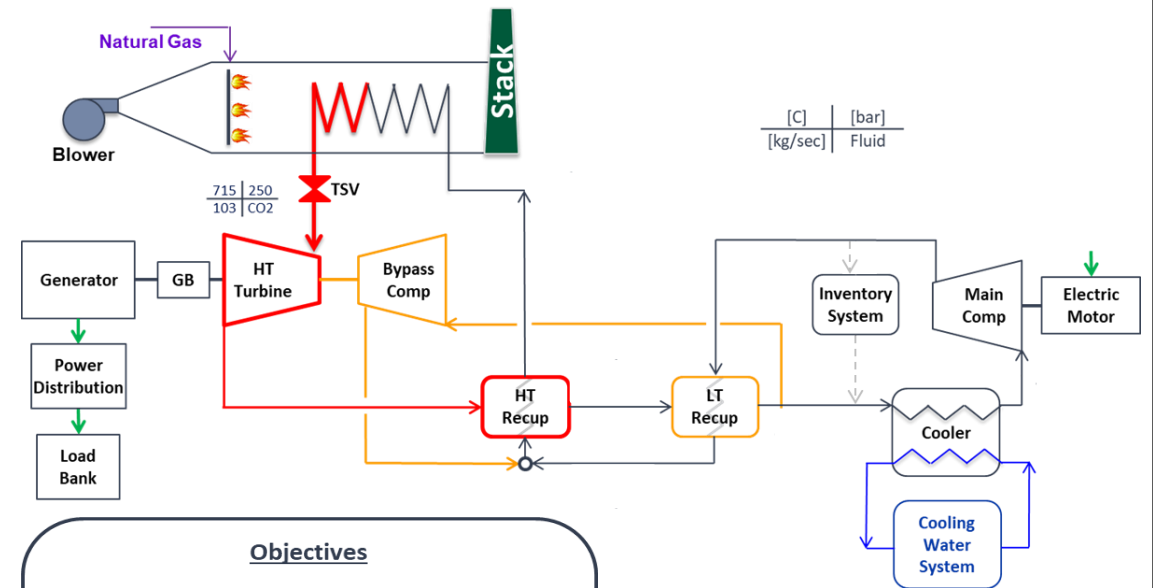 Natural Gas
Stack
Blower
[C] [bar]
[kg/sec] Fluid
TSV
715 250
103 CO2
Generator
GB
HT
Turbine
Bypass
Comp
Inventory
System
Main
Comp
Electric
Motor
Power
Distribution
HT
Recup
LT
Recup
Cooler
Load
Bank
Cooling
Water
System
Objectives